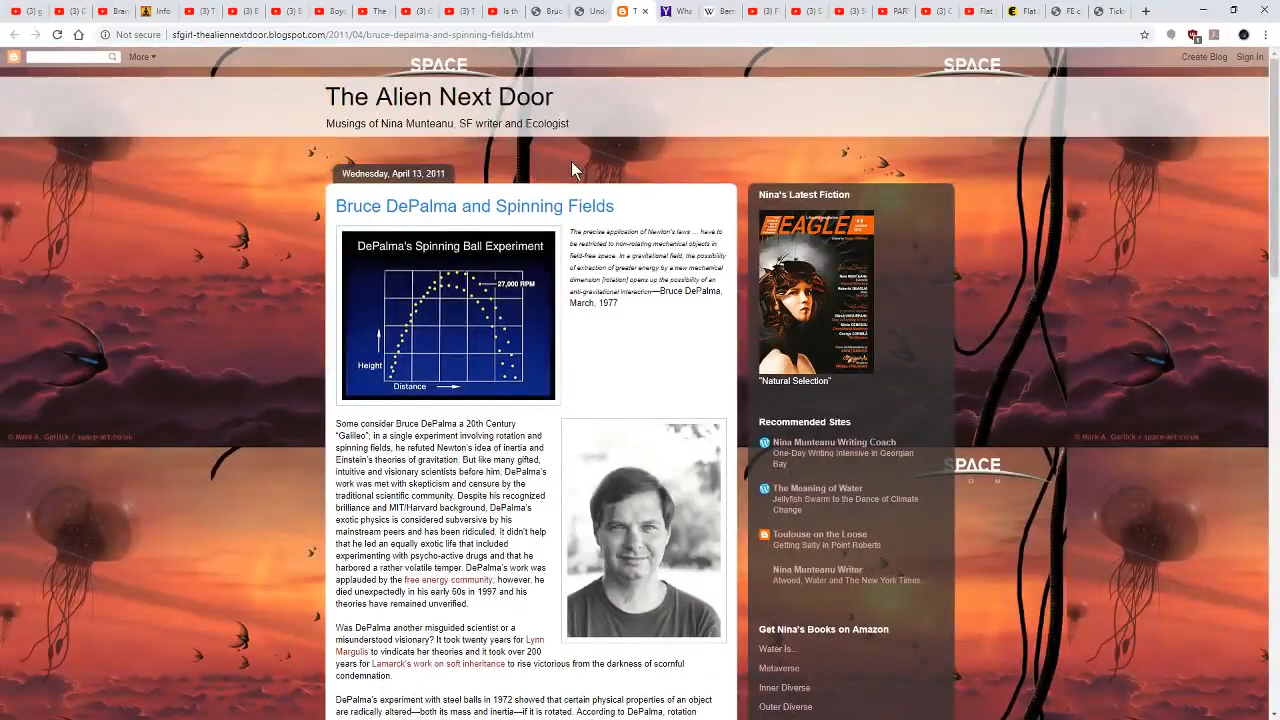 Info
Not secure
sfgirl-thealiennextdoor.blogspot.com/2011/04/bruce-depalma-and-spinning-fields.html
More
Create Blog
Sign In
SPACE
SPACE
The Alien Next Door
Musings of Nina Munteanu, SF writer and Ecologist
Wednesday, April 13, 2011
Bruce DePalma and Spinning Fields
DePalma's Spinning Ball Experiment
27,000 RPM
Height
Distance
The precise application of Newton's laws ... have to
be restricted to non-rotating mechanical objects in
field-free space. In a gravitational field, the possibility
of extraction of greater energy by a new mechanical
dimension [rotation] opens up the possibility of an
anti-gravitational interaction—Bruce DePalma,
March, 1977
Some consider Bruce DePalma a 20th Century
"Galileo"; in a single experiment involving rotation and
spinning fields, he refuted Newton's idea of inertia and
Einstein's theories of gravitation. But like many gifted
intuitive and visionary scientists before him, DePalma's
work was met with skepticism and censure by the
traditional scientific community. Despite his recognized
brilliance and MIT/Harvard background, DePalma's
exotic physics is considered subversive by his
mainstream peers and has been ridiculed. It didn't help
that he led an equally exotic life that included
experimenting with psycho-active drugs and that he
harbored a rather volatile temper. DePalma's work was
applauded by the free energy community; however, he
died unexpectedly in his early 60s in 1997 and his
theories have remained unverified.
Was DePalma another misguided scientist or a
misunderstood visionary? It took twenty years for Lynn
Margulis to vindicate her theories and it took over 200
years for Lamarck's work on soft inheritance to rise victorious from the darkness of scornful
condemnation.
DePalma's experiment with steel balls in 1972 showed that certain physical properties of an object
are radically altered—both its mass and inertia—if it is rotated. According to DePalma, rotation
Nina's Latest Fiction
EAGLE
"Natural Selection"
Recommended Sites
Nina Munteanu Writing Coach
One-Day Writing Intensive in Georgian
Bay
The Meaning of Water
Jellyfish Swarm to the Dance of Climate
Change
Toulouse on the Loose
Getting Salty in Point Roberts
Nina Munteanu Writer
Atwood, Water and The New York Times...
Get Nina's Books on Amazon
Water Is...
Metaverse
Inner Diverse
Outer Diverse
© Mark A. Garlick / space-art.co.uk
© Mark A. Garlick / space-art.co.uk
PACE
O M